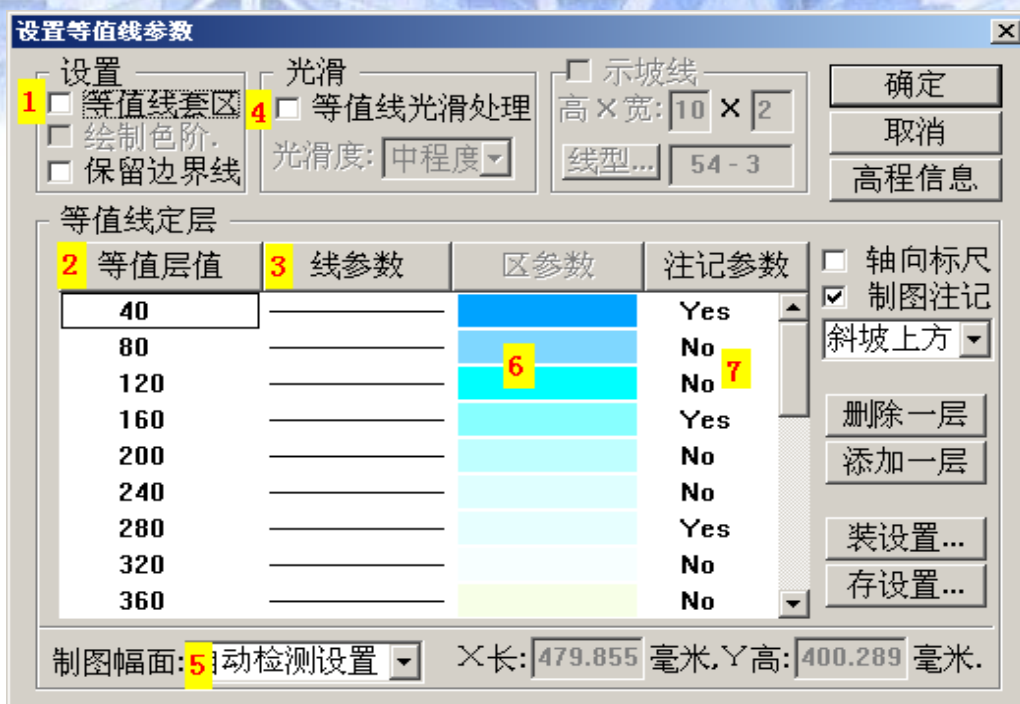 设置等值线参数
设置
光滑
示坡线
确定
1 等值线套区
4 等值线光滑处理
高×宽: 10 × 2
绘制色阶.
取消
保留边界线
光滑度: 中程度
线型... 54-3
高程信息
等值线定层
2 等值层值 3 线参数 区参数 注记参数
轴向标尺
制图注记
斜坡上方
40 Yes
80 No
120 No
6 7
160 Yes
200 No
240 No
280 Yes
320 No
360 No
删除一层
添加一层
装设置...
存设置...
制图幅面: 5 动检测设置 X长: 479.855 毫米,Y高: 400.289 毫米.